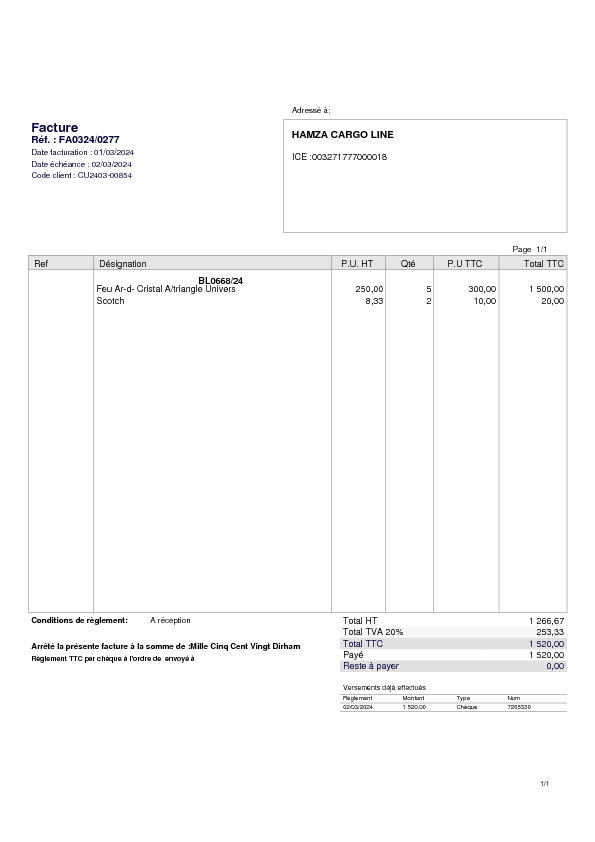 Adressé à:
Facture
Réf. : FA0324/0277
Date facturation : 01/03/2024
Date échéance : 02/03/2024
Code client : CU2403-00854
HAMZA CARGO LINE
ICE :003271777000018
Page 1/1
Ref Désignation P.U. HT Qté P.U TTC Total TTC
BL0668/24
Feu Ar-d- Cristal A/triangle Univers 250,00 5 300,00 1 500,00
Scotch 8,33 2 10,00 20,00
Conditions de règlement: A réception
Total HT 1 266,67
Total TVA 20% 253,33
Arrêté la présente facture à la somme de :Mille Cinq Cent Vingt Dirham
Total TTC 1 520,00
Règlement TTC par chèque à l'ordre de envoyé à
Payé 1 520,00
Reste à payer 0,00
Versements déjà effectués
Règlement Montant Type Num
02/03/2024 1 520,00 Chèque 7265330
1/1